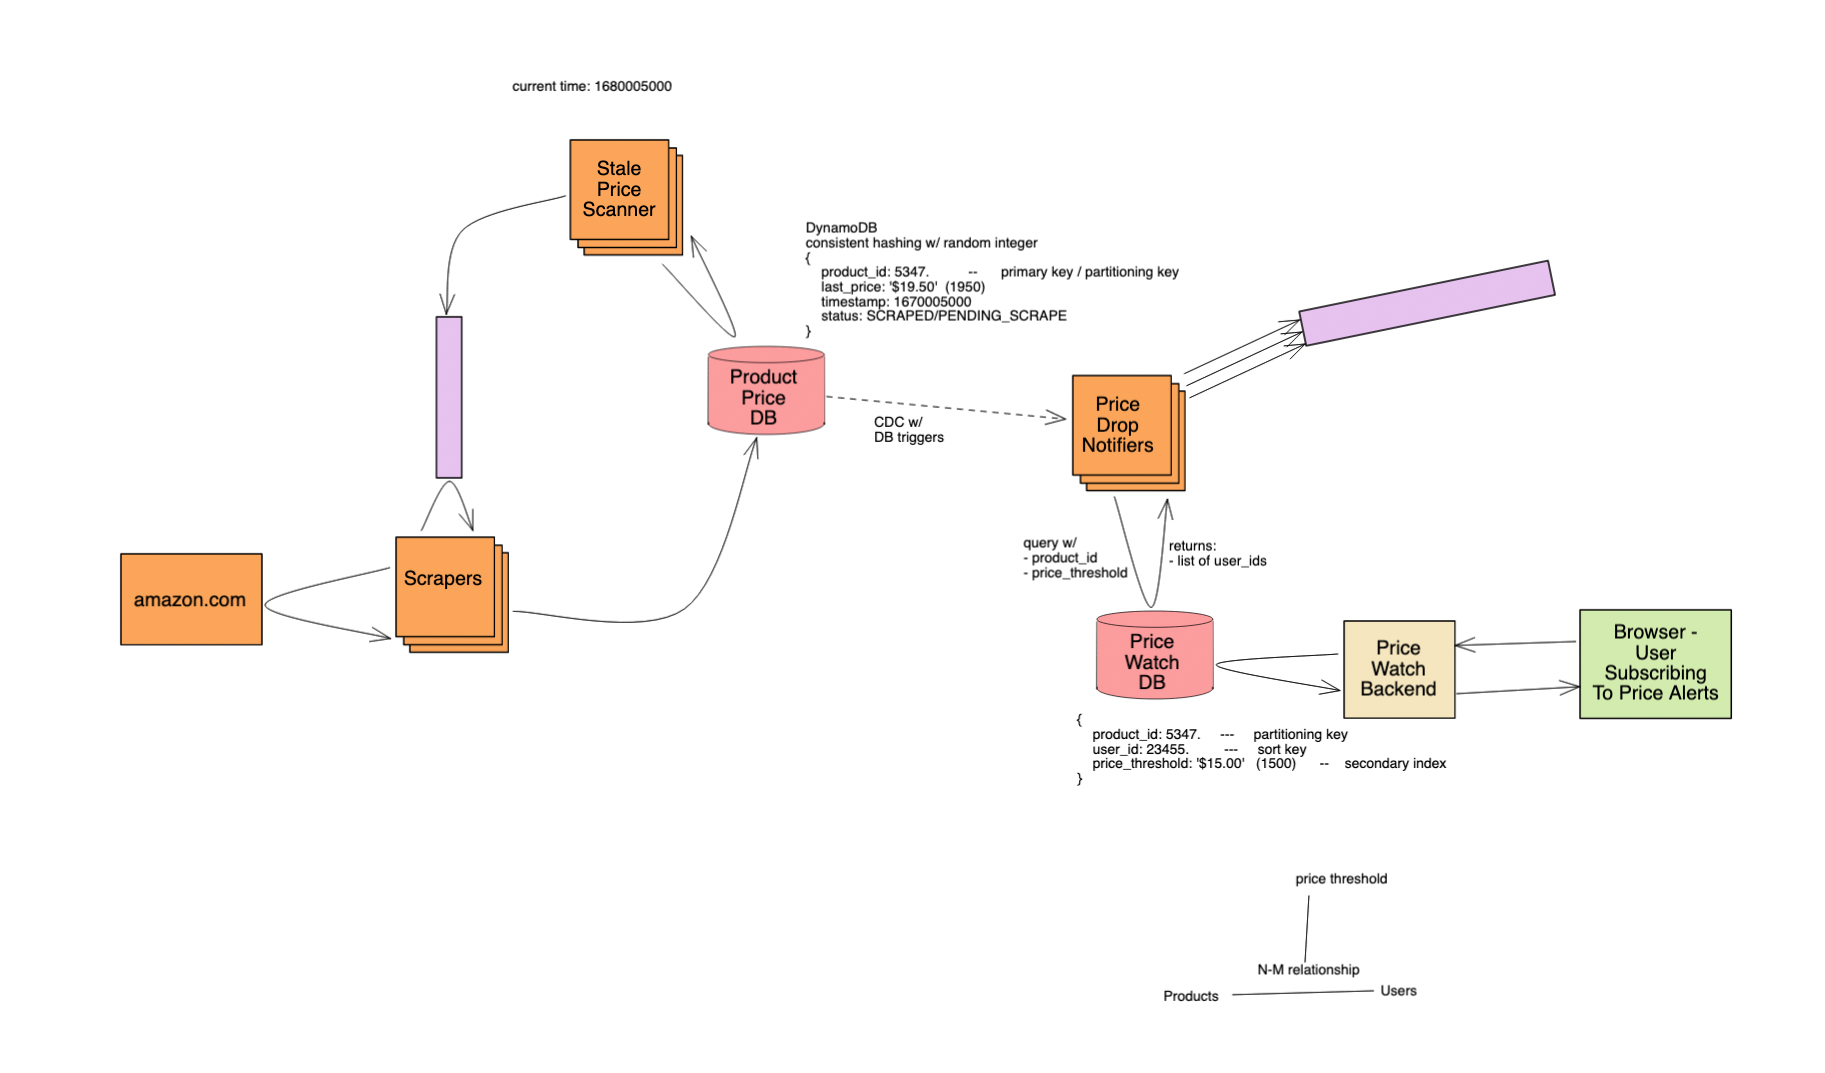 current time: 1680005000
Stale
Price
Scanner
DynamoDB
consistent hashing w/ random integer
{
product_id: 5347. -- primary key / partitioning key
last_price: '$19.50' (1950)
timestamp: 1670005000
status: SCRAPED/PENDING_SCRAPE
}
Product
Price
DB
CDC w/
DB triggers
Price
Drop
Notifiers
query w/
- product_id
- price_threshold
returns:
- list of user_ids
amazon.com
Scrapers
Price
Watch
DB
Price
Watch
Backend
Browser -
User
Subscribing
To Price Alerts
{
product_id: 5347. --- partitioning key
user_id: 23455. --- sort key
price_threshold: '$15.00' (1500) -- secondary index
}
price threshold
N-M relationship
Products
Users